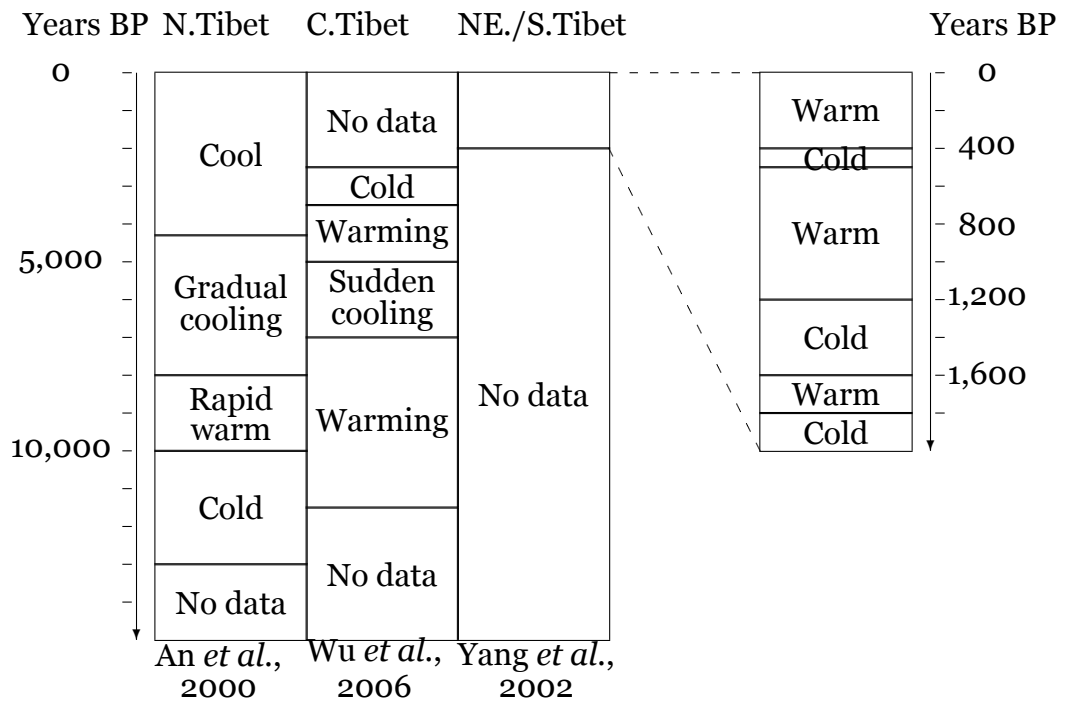 Years BP N.Tibet C.Tibet NE./S.Tibet Years BP
0
5,000
10,000
Cool
Gradual
cooling
Rapid
warm
Cold
No data
An et al.,
2000
No data
Cold
Warming
Sudden
cooling
Warming
No data
Wu et al.,
2006
No data
Yang et al.,
2002
Warm
Cold
Warm
Cold
Warm
Cold
0
400
800
1,200
1,600